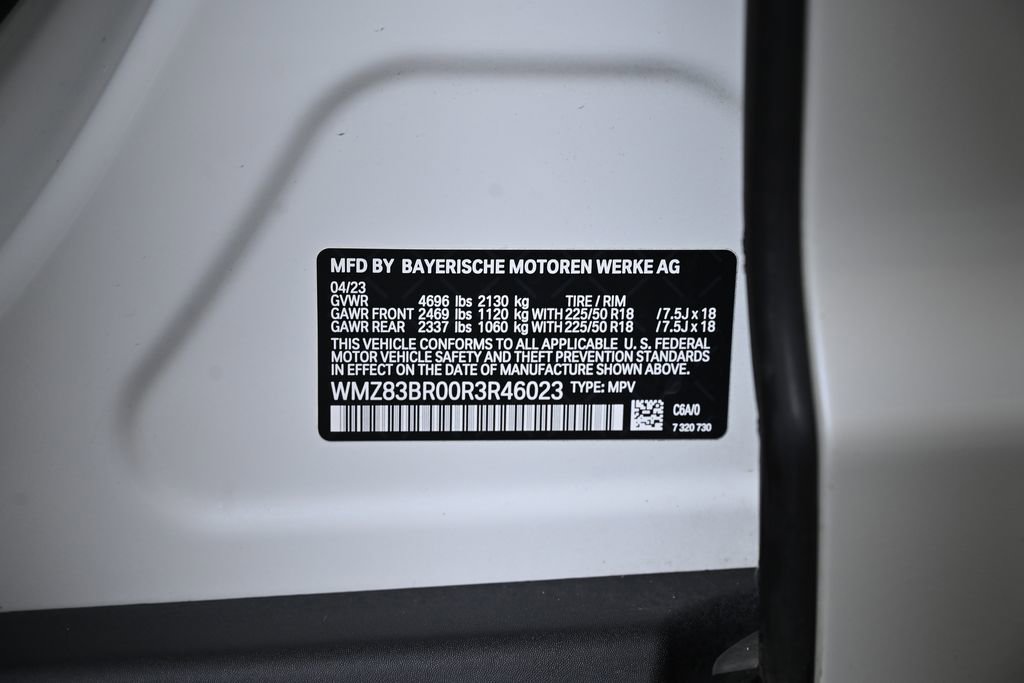 MFD BY BAYERISCHE MOTOREN WERKE AG
04/23
GVWR 4696 lbs 2130 kg TIRE / RIM
GAWR FRONT 2469 lbs 1120 kg WITH 225/50 R18 / 7.5J x 18
GAWR REAR 2337 lbs 1060 kg WITH 225/50 R18 / 7.5J x 18
THIS VEHICLE CONFORMS TO ALL APPLICABLE U. S. FEDERAL
MOTOR VEHICLE SAFETY AND THEFT PREVENTION STANDARDS
IN EFFECT ON THE DATE OF MANUFACTURE SHOWN ABOVE.
WMZ83BR00R3R46023 TYPE: MPV
C6A/0
7 320 730